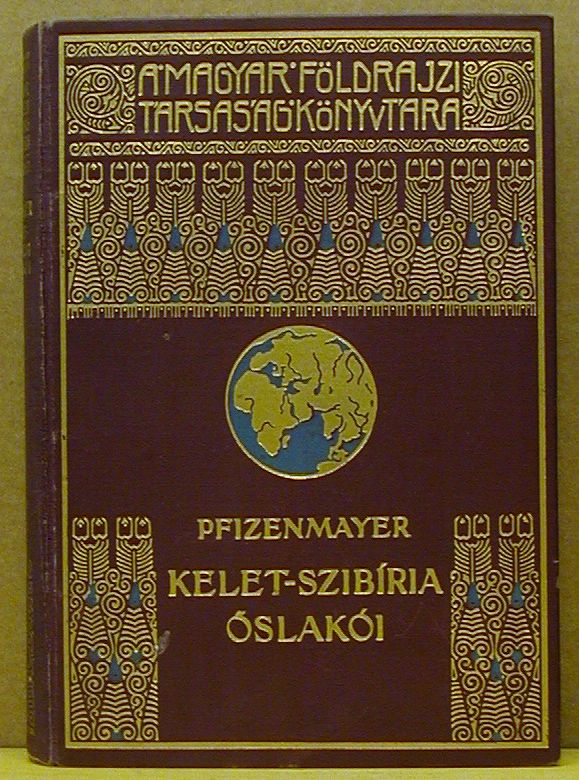 A·MAGYAR·FÖLDRAJZI
TÁRSASÁG·KÖNYVTÁRA
PFIZENMAYER
KELET-SZIBÍRIA
ŐSLAKÓI